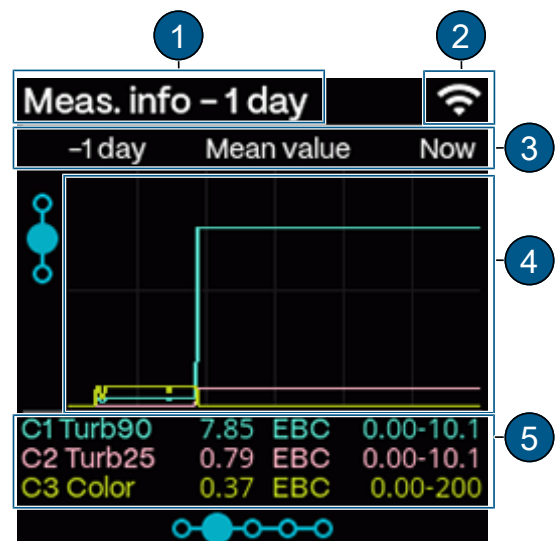 1 2
Meas. info – 1 day
–1 day Mean value Now 3
4
C1 Turb90 7.85 EBC 0.00-10.1
C2 Turb25 0.79 EBC 0.00-10.1 5
C3 Color 0.37 EBC 0.00-200